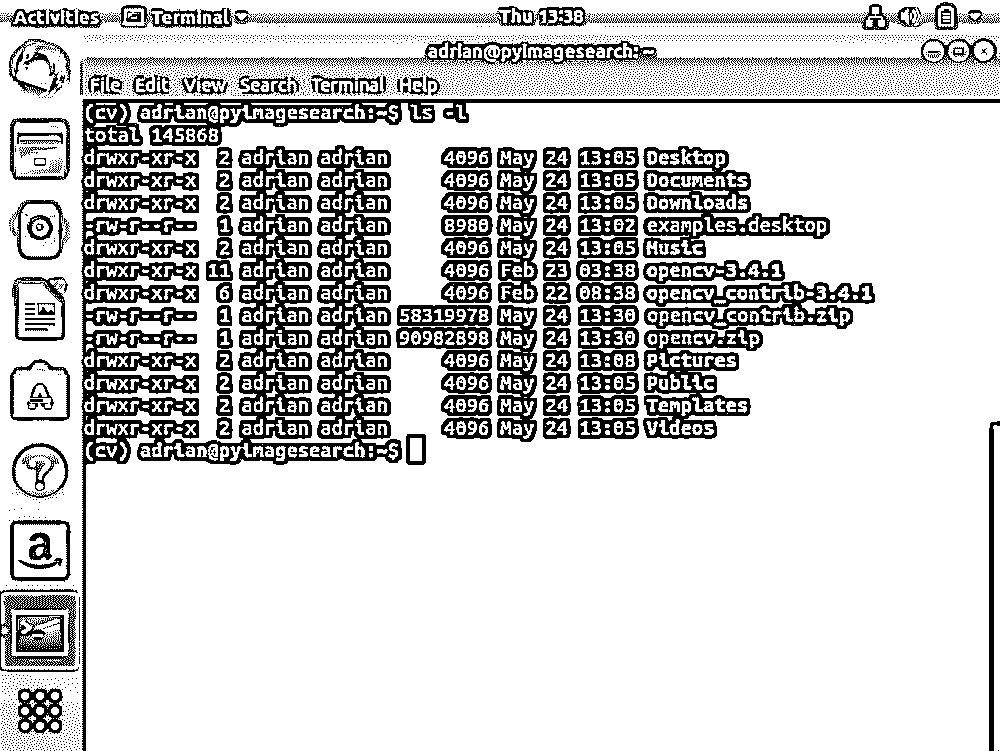 Activities Terminal Thu 13:38
adrian@pyimagesearch: ~
File Edit View Search Terminal Help
(cv) adrian@pyimagesearch:~$ ls -l
total 145868
drwxr-xr-x 2 adrian adrian 4096 May 24 13:05 Desktop
drwxr-xr-x 2 adrian adrian 4096 May 24 13:05 Documents
drwxr-xr-x 2 adrian adrian 4096 May 24 13:05 Downloads
-rw-r--r-- 1 adrian adrian 8980 May 24 13:02 examples.desktop
drwxr-xr-x 2 adrian adrian 4096 May 24 13:05 Music
drwxr-xr-x 11 adrian adrian 4096 Feb 23 03:38 opencv-3.4.1
drwxr-xr-x 6 adrian adrian 4096 Feb 22 08:38 opencv_contrib-3.4.1
-rw-r--r-- 1 adrian adrian 58319978 May 24 13:30 opencv_contrib.zip
-rw-r--r-- 1 adrian adrian 90982898 May 24 13:30 opencv.zip
drwxr-xr-x 2 adrian adrian 4096 May 24 13:08 Pictures
drwxr-xr-x 2 adrian adrian 4096 May 24 13:05 Public
drwxr-xr-x 2 adrian adrian 4096 May 24 13:05 Templates
drwxr-xr-x 2 adrian adrian 4096 May 24 13:05 Videos
(cv) adrian@pyimagesearch:~$